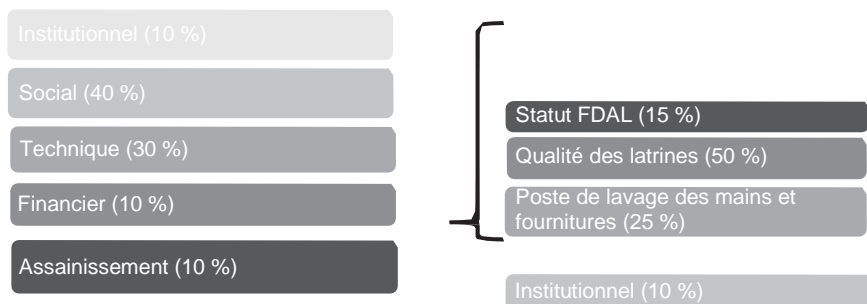 Institutionnel (10 %)
Social (40 %)
Technique (30 %)
Financier (10 %)
Assainissement (10 %)
Statut FDAL (15 %)
Qualité des latrines (50 %)
Poste de lavage des mains et
fournitures (25 %)
Institutionnel (10 %)